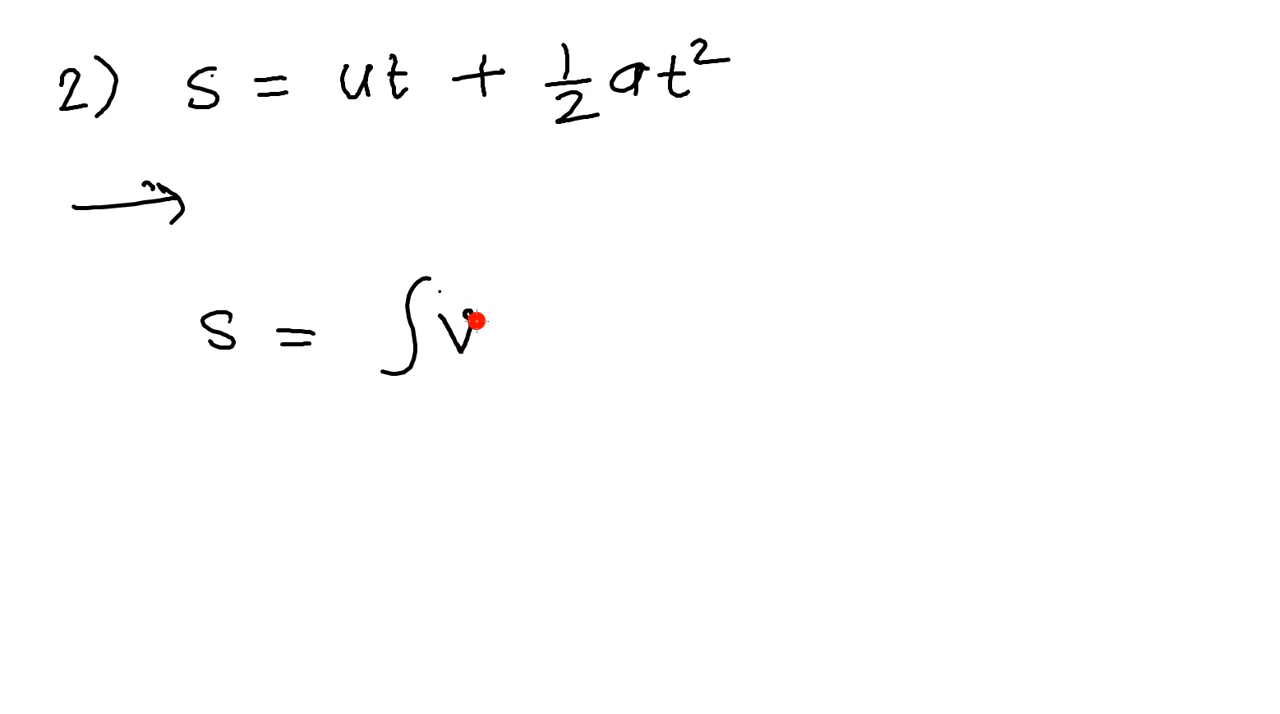 2) s = ut + 1/2 at²
→
s = ∫v